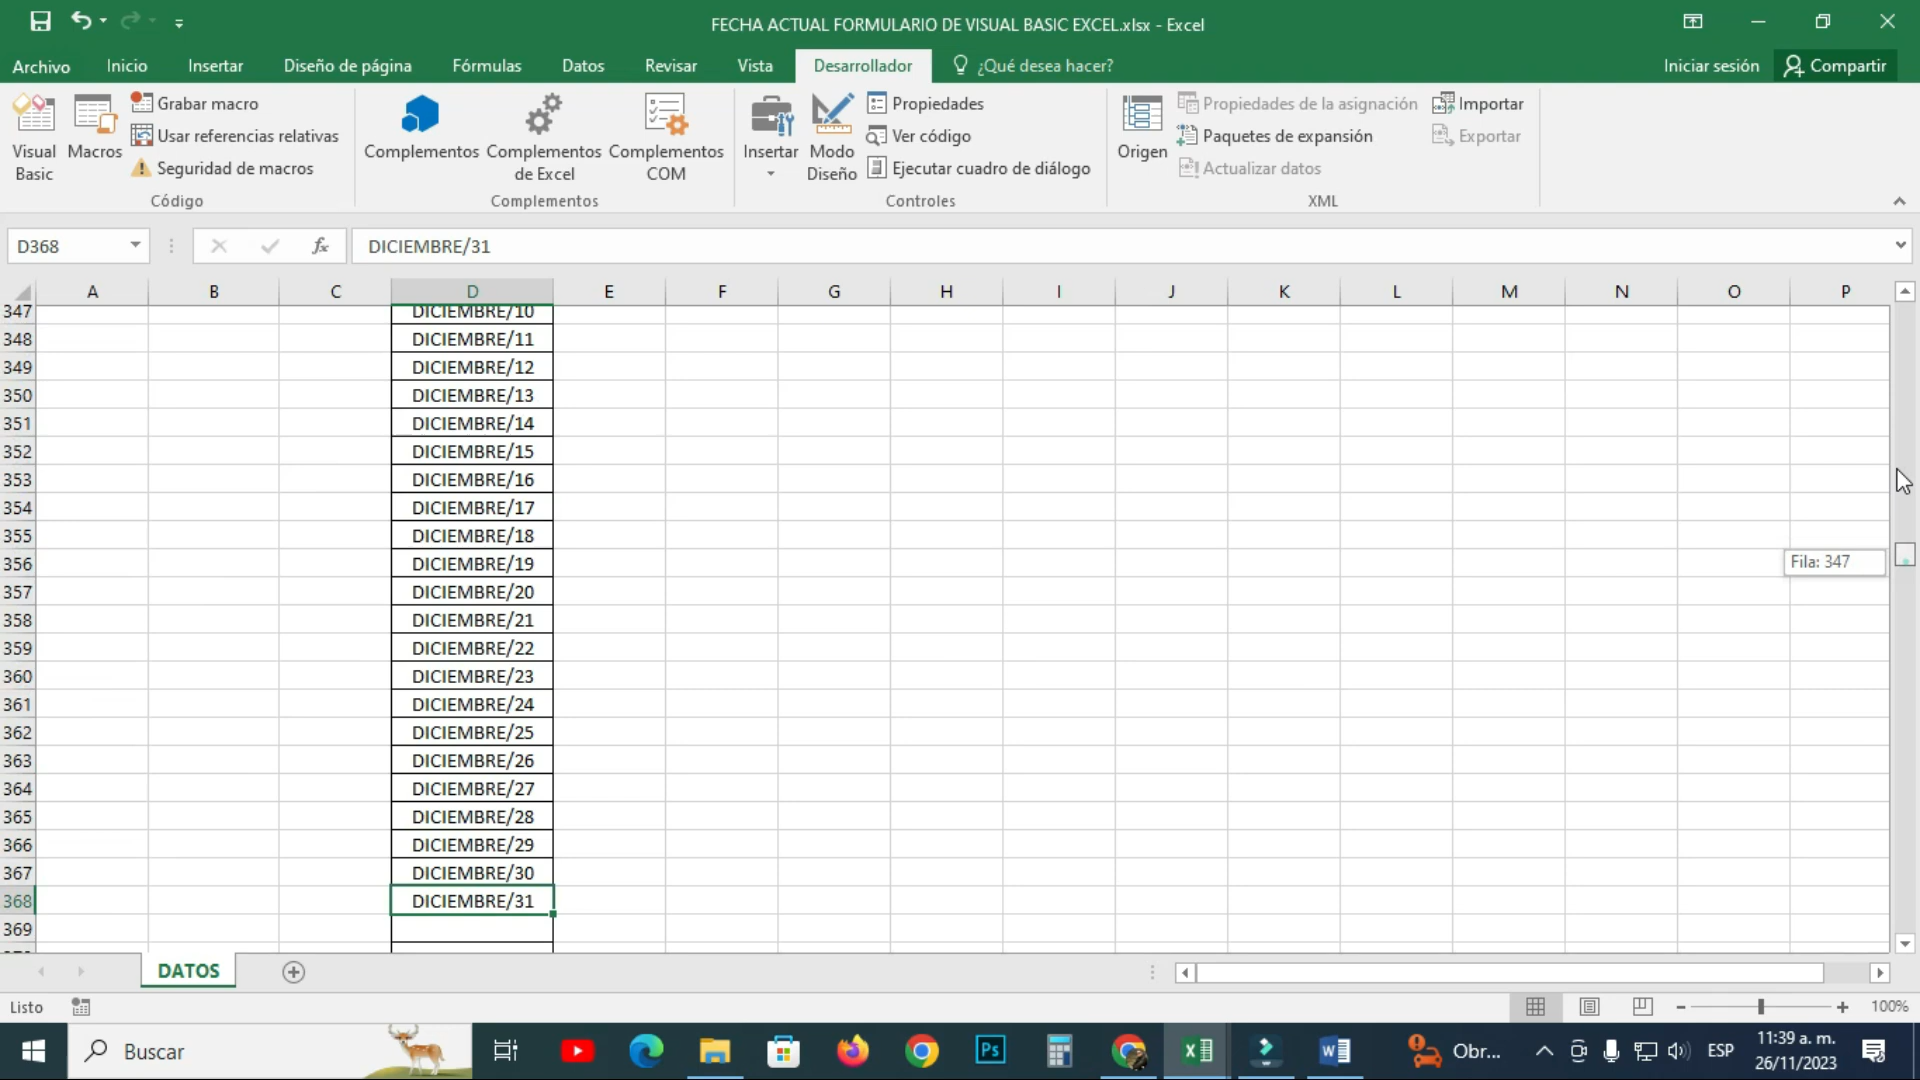 FECHA ACTUAL FORMULARIO DE VISUAL BASIC EXCEL.xlsx - Excel
Archivo Inicio Insertar Diseño de página Fórmulas Datos Revisar Vista Desarrollador ¿Qué desea hacer? Iniciar sesión Compartir
Visual Basic
Macros
Grabar macro
Usar referencias relativas
Seguridad de macros
Código
Complementos
Complementos de Excel
Complementos COM
Complementos
Insertar
Modo Diseño
Propiedades
Ver código
Ejecutar cuadro de diálogo
Controles
Origen
Propiedades de la asignación
Paquetes de expansión
Actualizar datos
Importar
Exportar
XML
D368 fx DICIEMBRE/31
A B C D E F G H I J K L M N O P
347 DICIEMBRE/10
348 DICIEMBRE/11
349 DICIEMBRE/12
350 DICIEMBRE/13
351 DICIEMBRE/14
352 DICIEMBRE/15
353 DICIEMBRE/16
354 DICIEMBRE/17
355 DICIEMBRE/18
356 DICIEMBRE/19
Fila: 347
357 DICIEMBRE/20
358 DICIEMBRE/21
359 DICIEMBRE/22
360 DICIEMBRE/23
361 DICIEMBRE/24
362 DICIEMBRE/25
363 DICIEMBRE/26
364 DICIEMBRE/27
365 DICIEMBRE/28
366 DICIEMBRE/29
367 DICIEMBRE/30
368 DICIEMBRE/31
369
DATOS
Listo 100%
Buscar Ps Obr... ESP 11:39 a. m.
26/11/2023